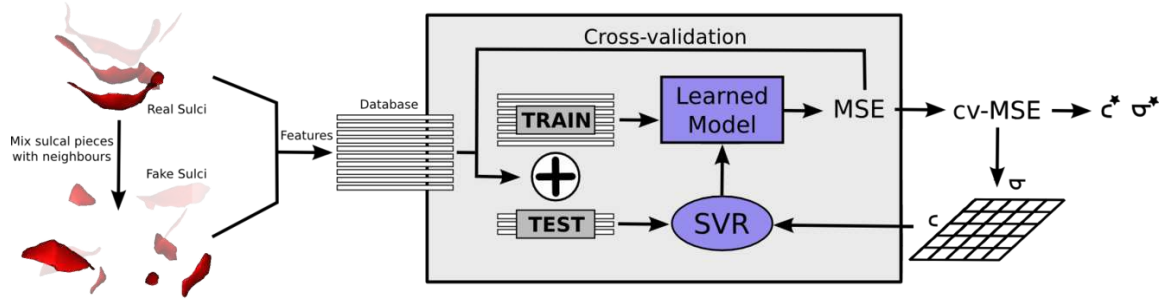 Cross-validation
Real Sulci
Mix sulcal pieces
with neighbours
Fake Sulci
Features
Database
TRAIN
TEST
Learned
Model
SVR
MSE
cv-MSE
c* q*
q
c